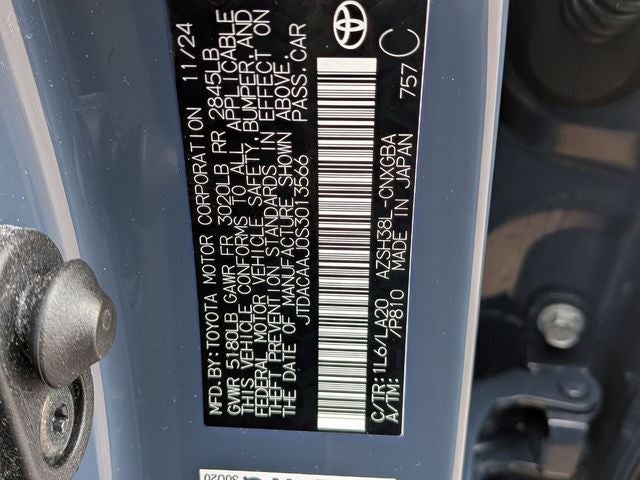 MFD. BY: TOYOTA MOTOR CORPORATION 11/24
GVWR 5180LB GAWR FR 3020LB RR 2845LB
THIS VEHICLE CONFORMS TO ALL APPLICABLE
FEDERAL MOTOR VEHICLE SAFETY, BUMPER, AND
THEFT PREVENTION STANDARDS IN EFFECT ON
THE DATE OF MANUFACTURE SHOWN ABOVE.
JTDACAAJ0S3013566 PASS. CAR
C/TR: 1L6/LA20 AZSH38L-CNXGBA
A/TM: /P810 MADE IN JAPAN 757 C